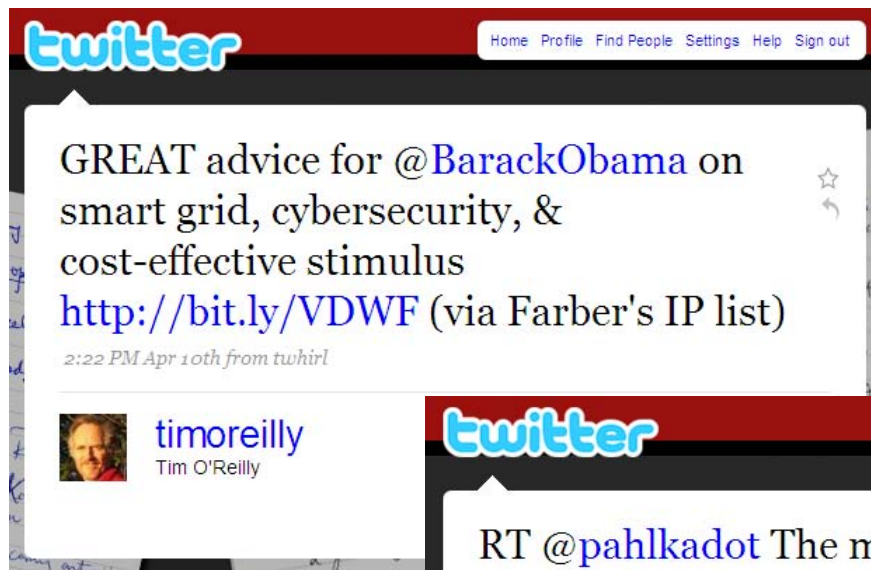 twitter
Home Profile Find People Settings Help Sign out
GREAT advice for @BarackObama on
smart grid, cybersecurity, &
cost-effective stimulus
http://bit.ly/VDWF (via Farber's IP list)
2:22 PM Apr 10th from twhirl
timoreilly
Tim O'Reilly
twitter
RT @pahlkadot The